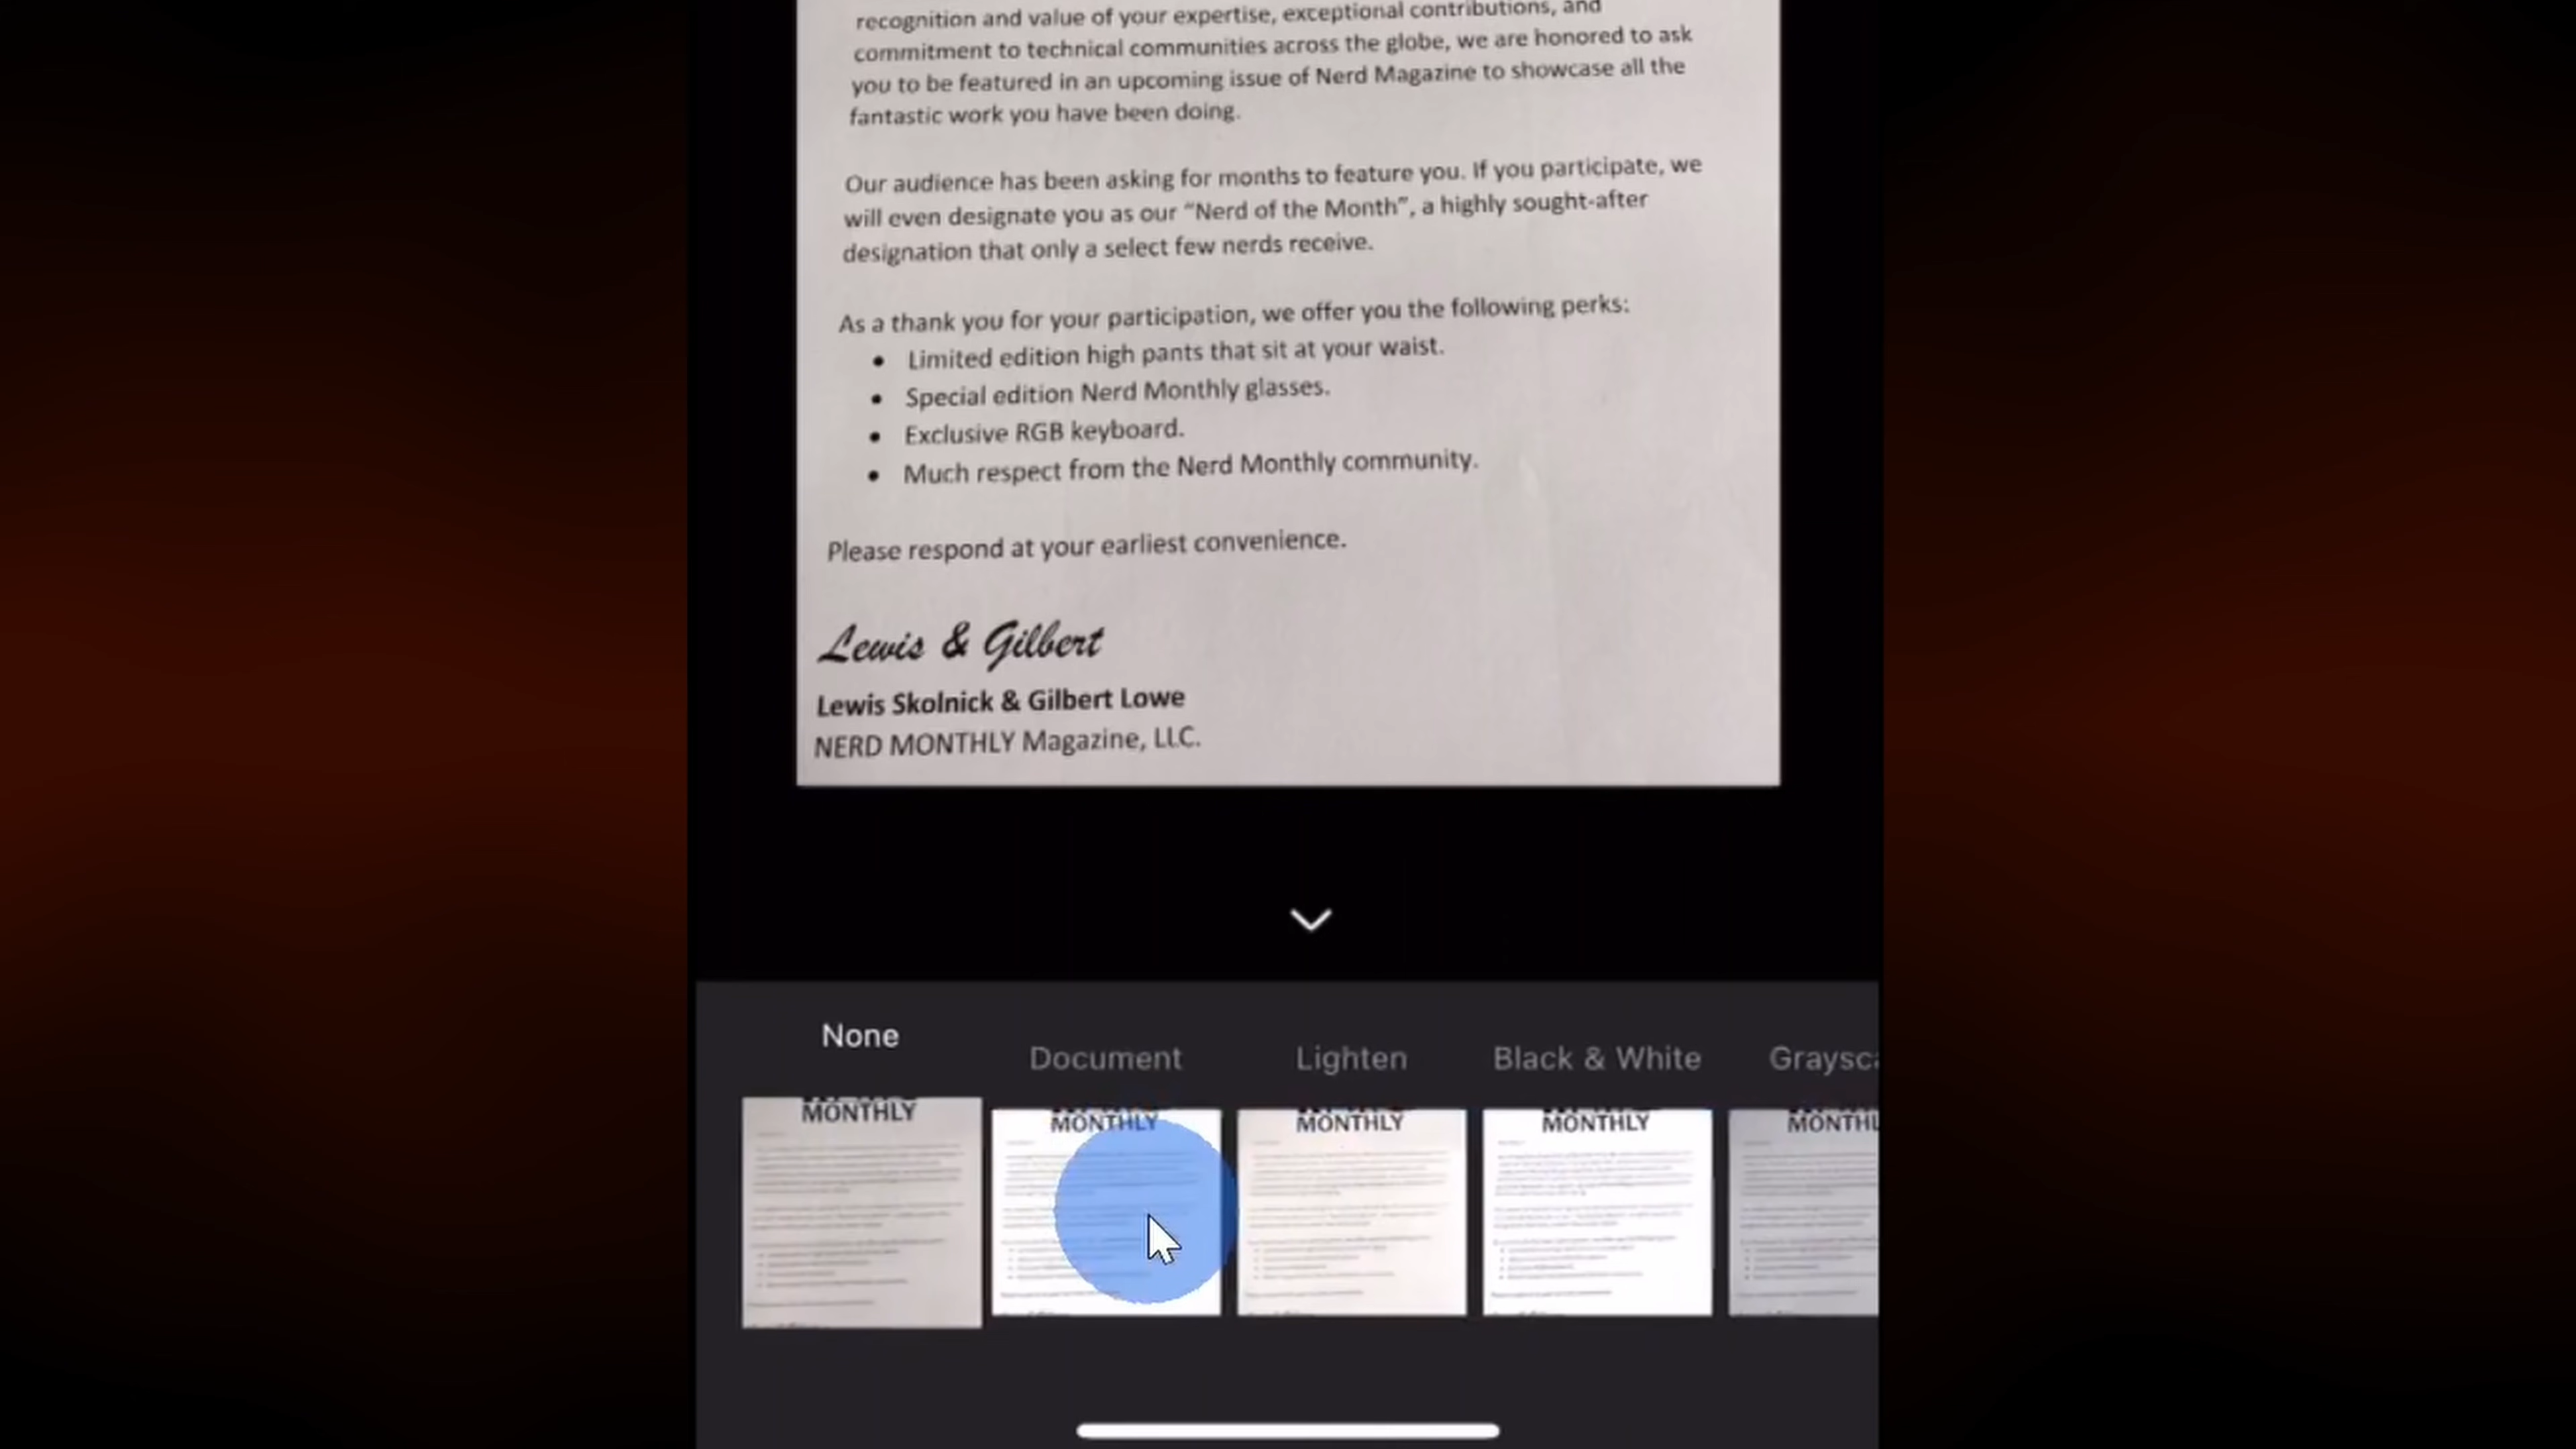 recognition and value of your expertise, exceptional contributions, and
commitment to technical communities across the globe, we are honored to ask
you to be featured in an upcoming issue of Nerd Magazine to showcase all the
fantastic work you have been doing.
Our audience has been asking for months to feature you. If you participate, we
will even designate you as our “Nerd of the Month”, a highly sought-after
designation that only a select few nerds receive.
As a thank you for your participation, we offer you the following perks:
• Limited edition high pants that sit at your waist.
• Special edition Nerd Monthly glasses.
• Exclusive RGB keyboard.
• Much respect from the Nerd Monthly community.
Please respond at your earliest convenience.
Lewis & Gilbert
Lewis Skolnick & Gilbert Lowe
NERD MONTHLY Magazine, LLC.
None
Document
Lighten
Black & White
Graysca
MONTHLY
MONTHLY
MONTHLY
MONTHLY
MONTHL